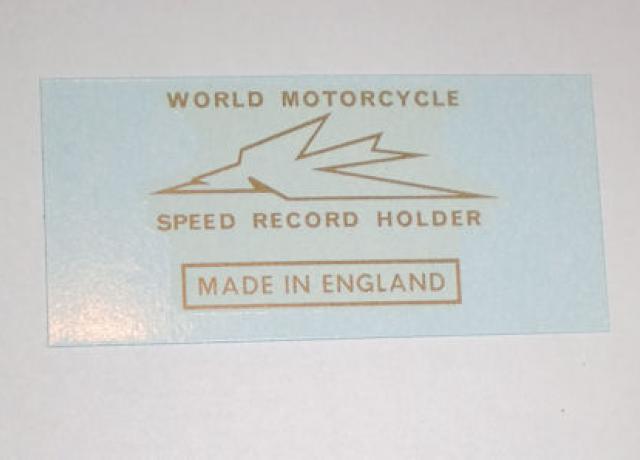 WORLD MOTORCYCLE
SPEED RECORD HOLDER
MADE IN ENGLAND